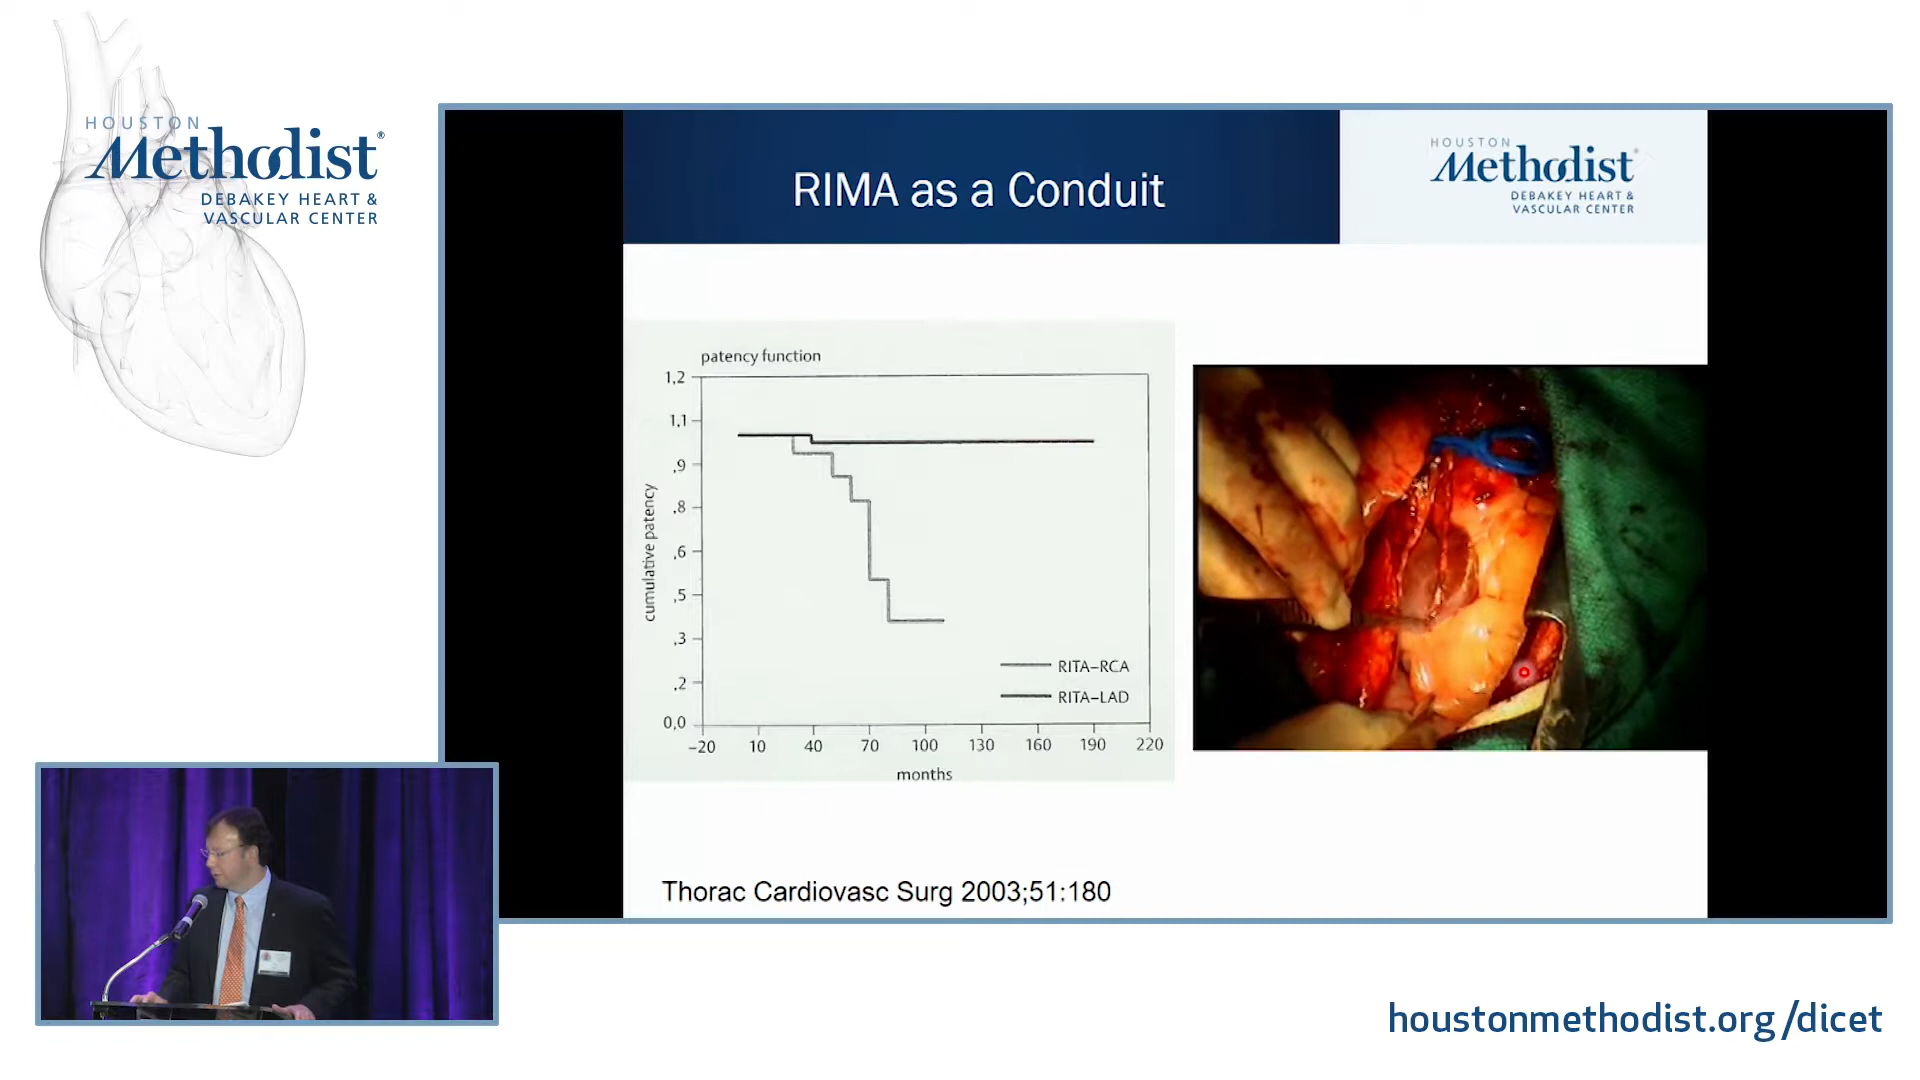 HOUSTON
Methodist®
DEBAKEY HEART &
VASCULAR CENTER
RIMA as a Conduit
HOUSTON
Methodist®
DEBAKEY HEART &
VASCULAR CENTER
patency function
1,2
1,1
,9
,8
,6
,5
,3
,2
0,0
cumulative patency
RITA–RCA
RITA–LAD
–20 10 40 70 100 130 160 190 220
months
Thorac Cardiovasc Surg 2003;51:180
houstonmethodist.org/dicet